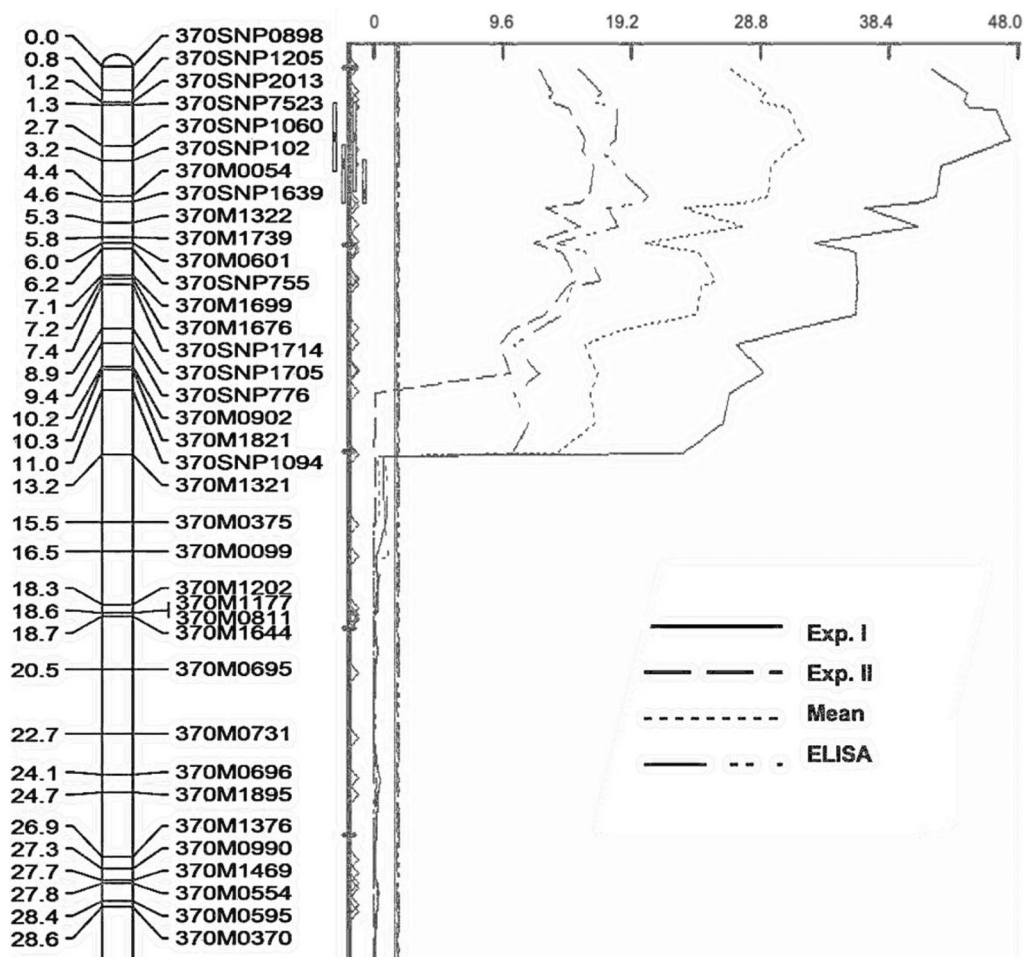 0 9.6 19.2 28.8 38.4 48.0
0.0 370SNP0898
0.8 370SNP1205
1.2 370SNP2013
1.3 370SNP7523
2.7 370SNP1060
3.2 370SNP102
4.4 370M0054
4.6 370SNP1639
5.3 370M1322
5.8 370M1739
6.0 370M0601
6.2 370SNP755
7.1 370M1699
7.2 370M1676
7.4 370SNP1714
8.9 370SNP1705
9.4 370SNP776
10.2 370M0902
10.3 370M1821
11.0 370SNP1094
13.2 370M1321
15.5 370M0375
16.5 370M0099
18.3 370M1202
370M1177
18.6 370M0811
18.7 370M1644
20.5 370M0695
22.7 370M0731
24.1 370M0696
24.7 370M1895
26.9 370M1376
27.3 370M0990
27.7 370M1469
27.8 370M0554
28.4 370M0595
28.6 370M0370
Exp. I
Exp. II
Mean
ELISA